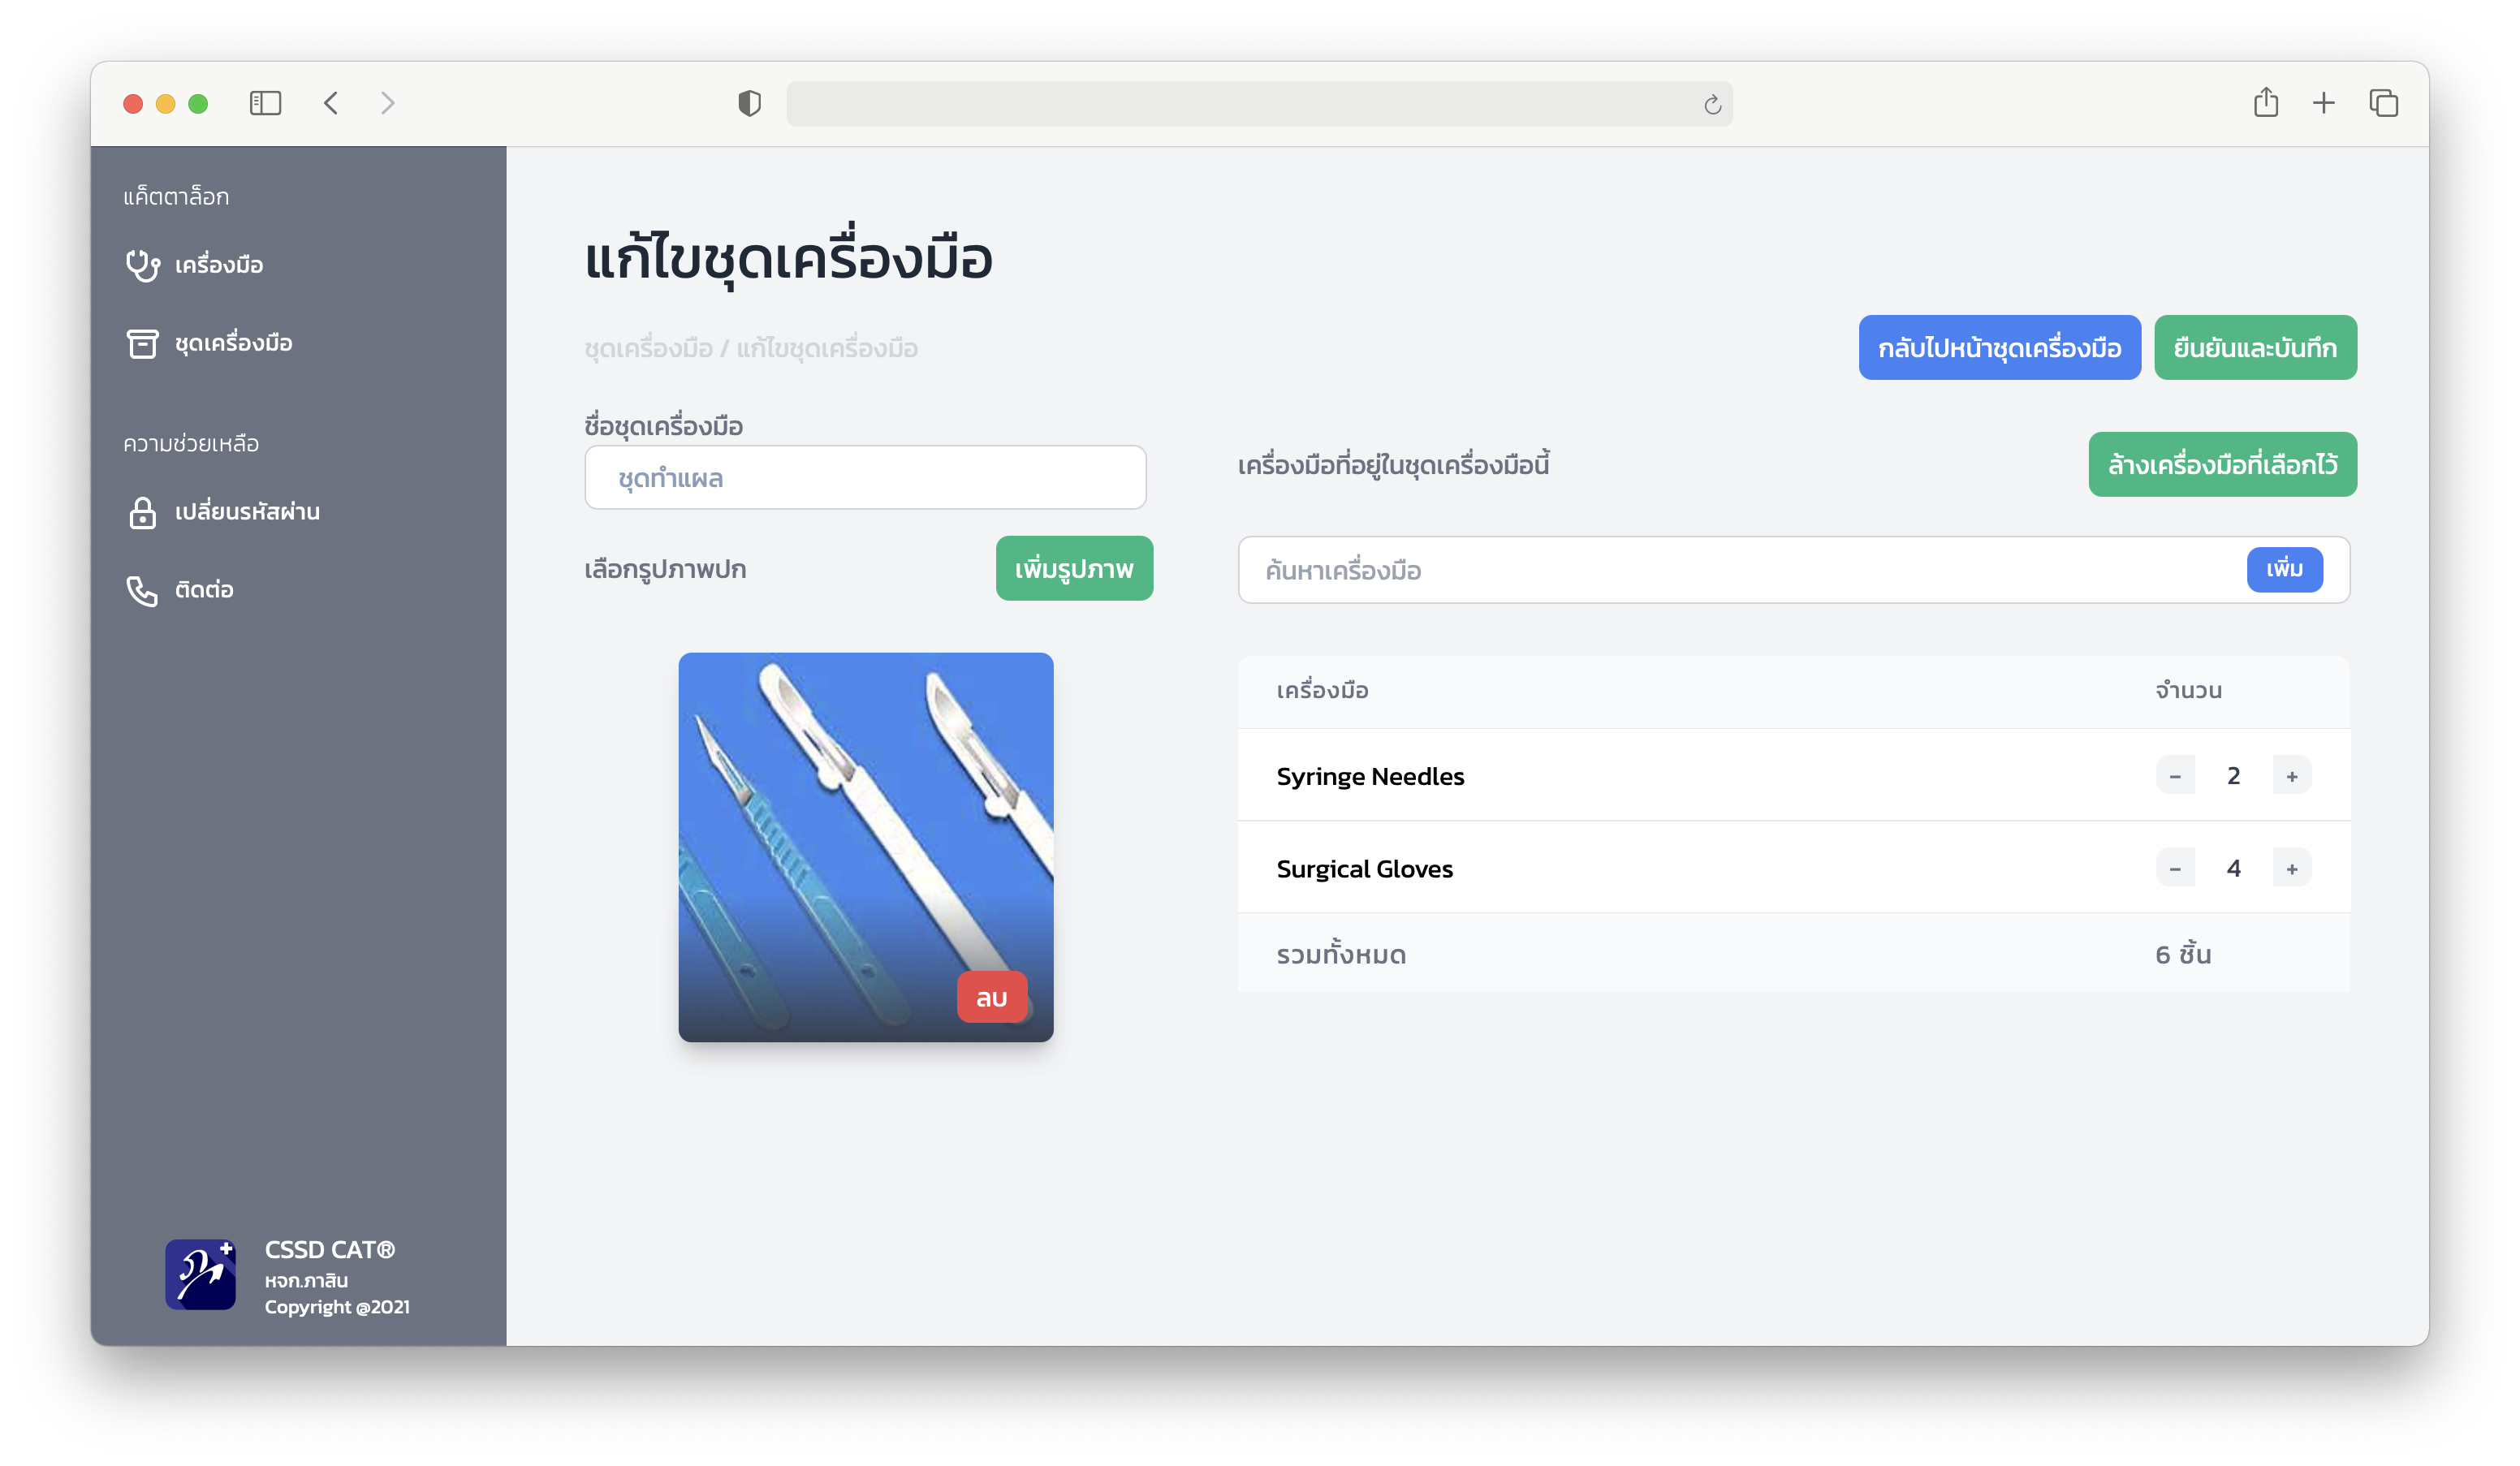 แค็ตตาล็อก
เครื่องมือ
ชุดเครื่องมือ
ความช่วยเหลือ
เปลี่ยนรหัสผ่าน
ติดต่อ
CSSD CAT®
หจก.ภาสิน
Copyright @2021
แก้ไขชุดเครื่องมือ
ชุดเครื่องมือ / แก้ไขชุดเครื่องมือ
กลับไปหน้าชุดเครื่องมือ
ยืนยันและบันทึก
ชื่อชุดเครื่องมือ
ชุดทำแผล
เลือกรูปภาพปก
เพิ่มรูปภาพ
ลบ
เครื่องมือที่อยู่ในชุดเครื่องมือนี้
ล้างเครื่องมือที่เลือกไว้
ค้นหาเครื่องมือ
เพิ่ม
เครื่องมือ จำนวน
Syringe Needles - 2 +
Surgical Gloves - 4 +
รวมทั้งหมด 6 ชิ้น